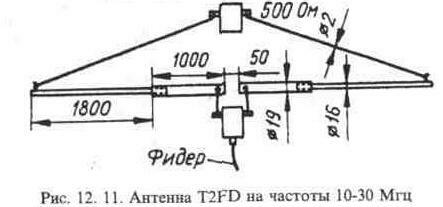 500 Ом
ø2
1000
50
1800
ø19
ø16
Фидер
Рис. 12. 11. Антенна T2FD на частоты 10-30 Мгц